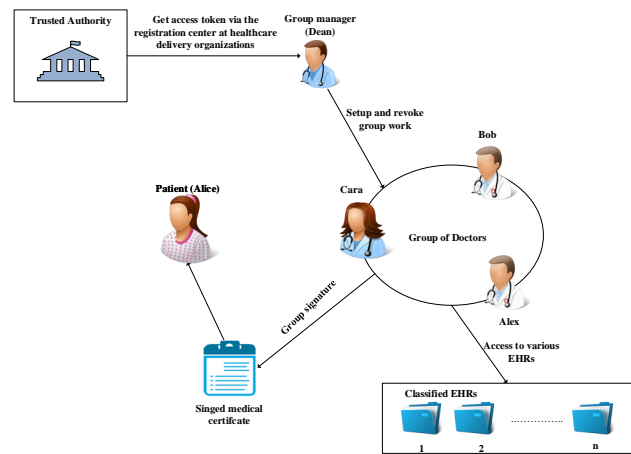 Trusted Authority
Get access token via the
registration center at healthcare
delivery organizations
Group manager
(Dean)
Setup and revoke
group work
Bob
Patient (Alice)
Cara
Group of Doctors
Group signature
Alex
Access to various
EHRs
Singed medical
certifcate
Classified EHRs
1
2
..............
n